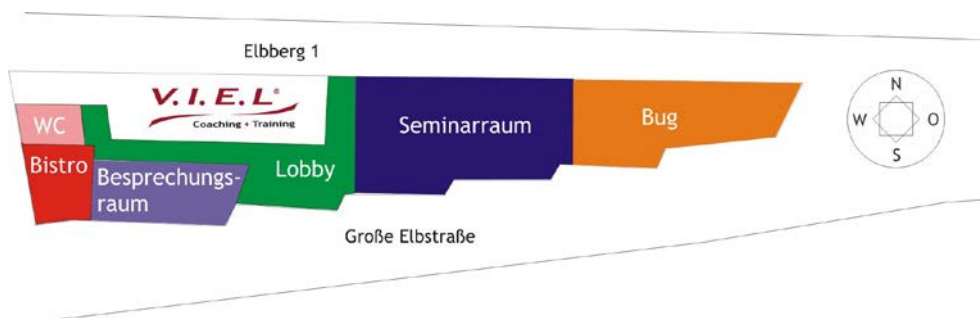 Elbberg 1
V.I.E.L®
Coaching + Training
WC
Bistro
Besprechungs-
raum
Lobby
Seminarraum
Bug
Große Elbstraße
N
W O
S